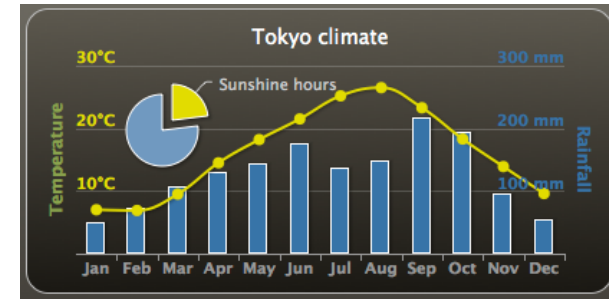 Tokyo climate
30°C
300 mm
Sunshine hours
20°C
200 mm
Temperature
Rainfall
10°C
100 mm
Jan Feb Mar Apr May Jun Jul Aug Sep Oct Nov Dec